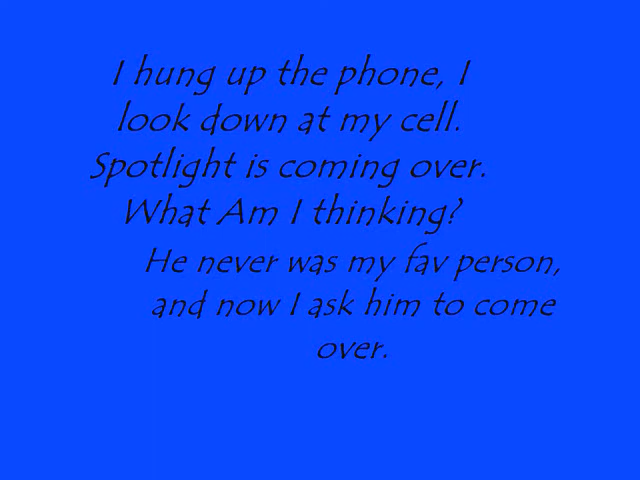 I hung up the phone, I
look down at my cell.
Spotlight is coming over.
What Am I thinking?
He never was my fav person,
and now I ask him to come
over.